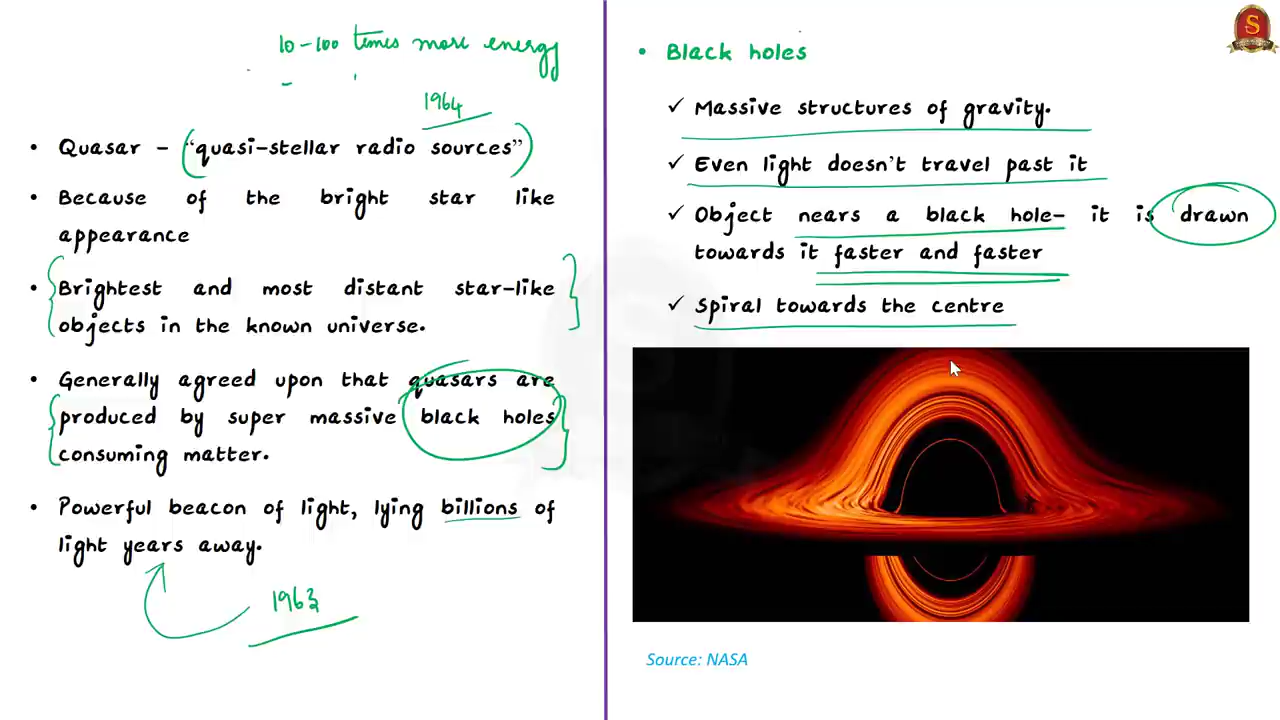 10-100 times more energy
1964
• Quasar – “quasi-stellar radio sources”
• Because of the bright star like
appearance
• Brightest and most distant star-like
objects in the known universe.
• Generally agreed upon that quasars are
produced by super massive black holes
consuming matter.
• Powerful beacon of light, lying billions of
light years away.
1963
• Black holes
✓ Massive structures of gravity.
✓ Even light doesn't travel past it
✓ Object nears a black hole- it is drawn
towards it faster and faster
✓ Spiral towards the centre
Source: NASA
S